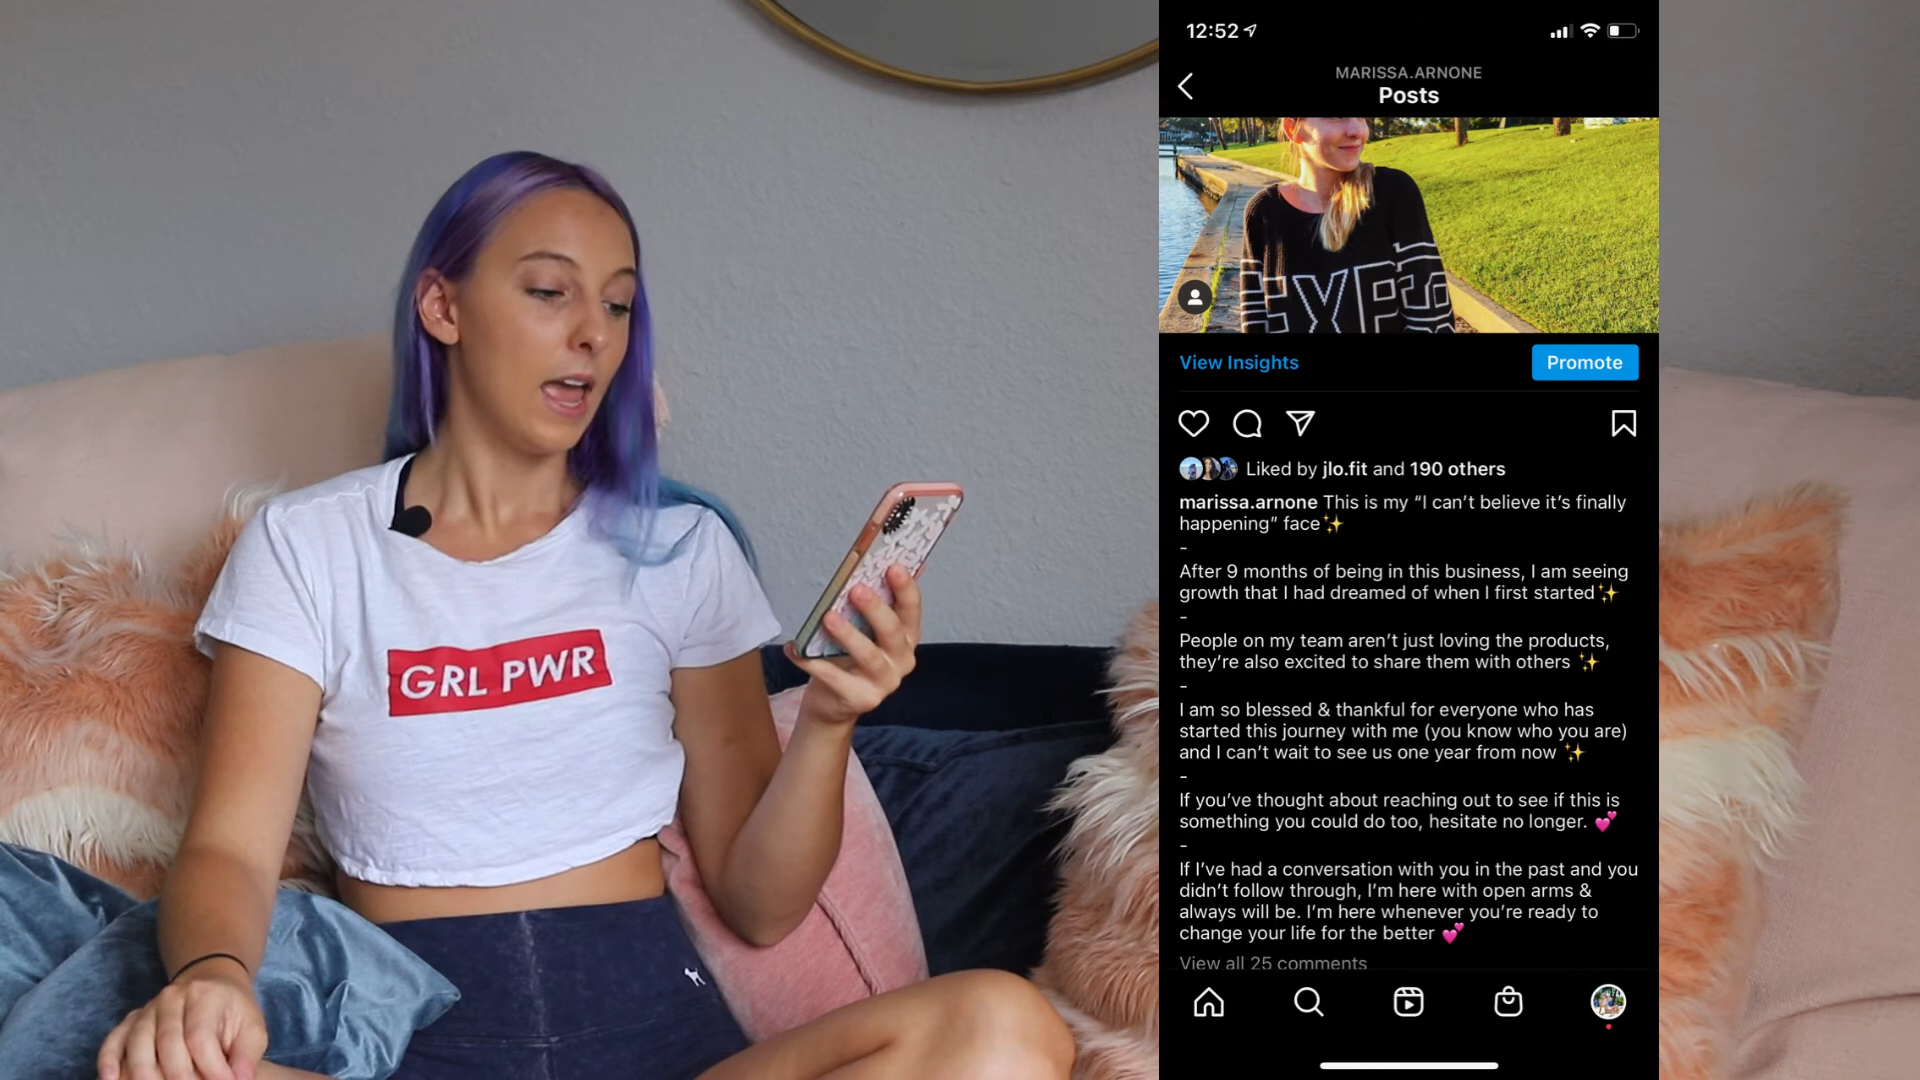 GRL PWR
12:52
MARISSA.ARNONE
Posts
EXPR
View Insights
Promote
Liked by jlo.fit and 190 others
marissa.arnone This is my “I can’t believe it’s finally
happening” face✨
-
After 9 months of being in this business, I am seeing
growth that I had dreamed of when I first started✨
-
People on my team aren’t just loving the products,
they’re also excited to share them with others ✨
-
I am so blessed & thankful for everyone who has
started this journey with me (you know who you are)
and I can’t wait to see us one year from now ✨
-
If you’ve thought about reaching out to see if this is
something you could do too, hesitate no longer. 💕
-
If I’ve had a conversation with you in the past and you
didn’t follow through, I’m here with open arms &
always will be. I’m here whenever you’re ready to
change your life for the better 💕
View all 25 comments